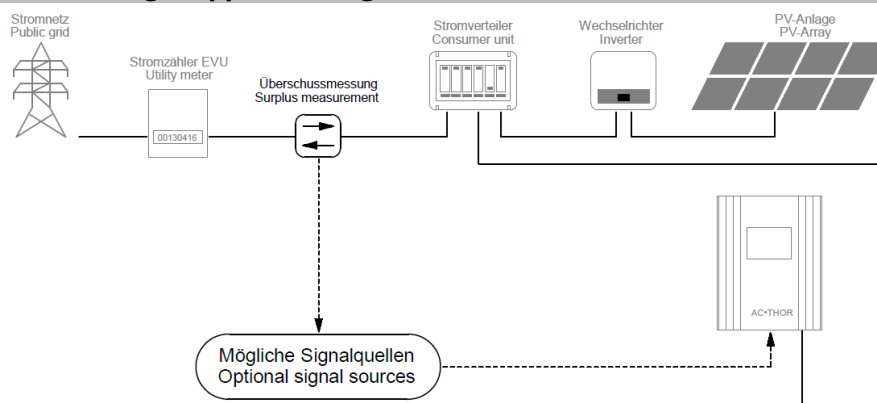 Stromnetz
Public grid
Stromzähler EVU
Utility meter
00130416
Überschussmessung
Surplus measurement
Stromverteiler
Consumer unit
Wechselrichter
Inverter
PV-Anlage
PV-Array
AC•THOR
Mögliche Signalquellen
Optional signal sources